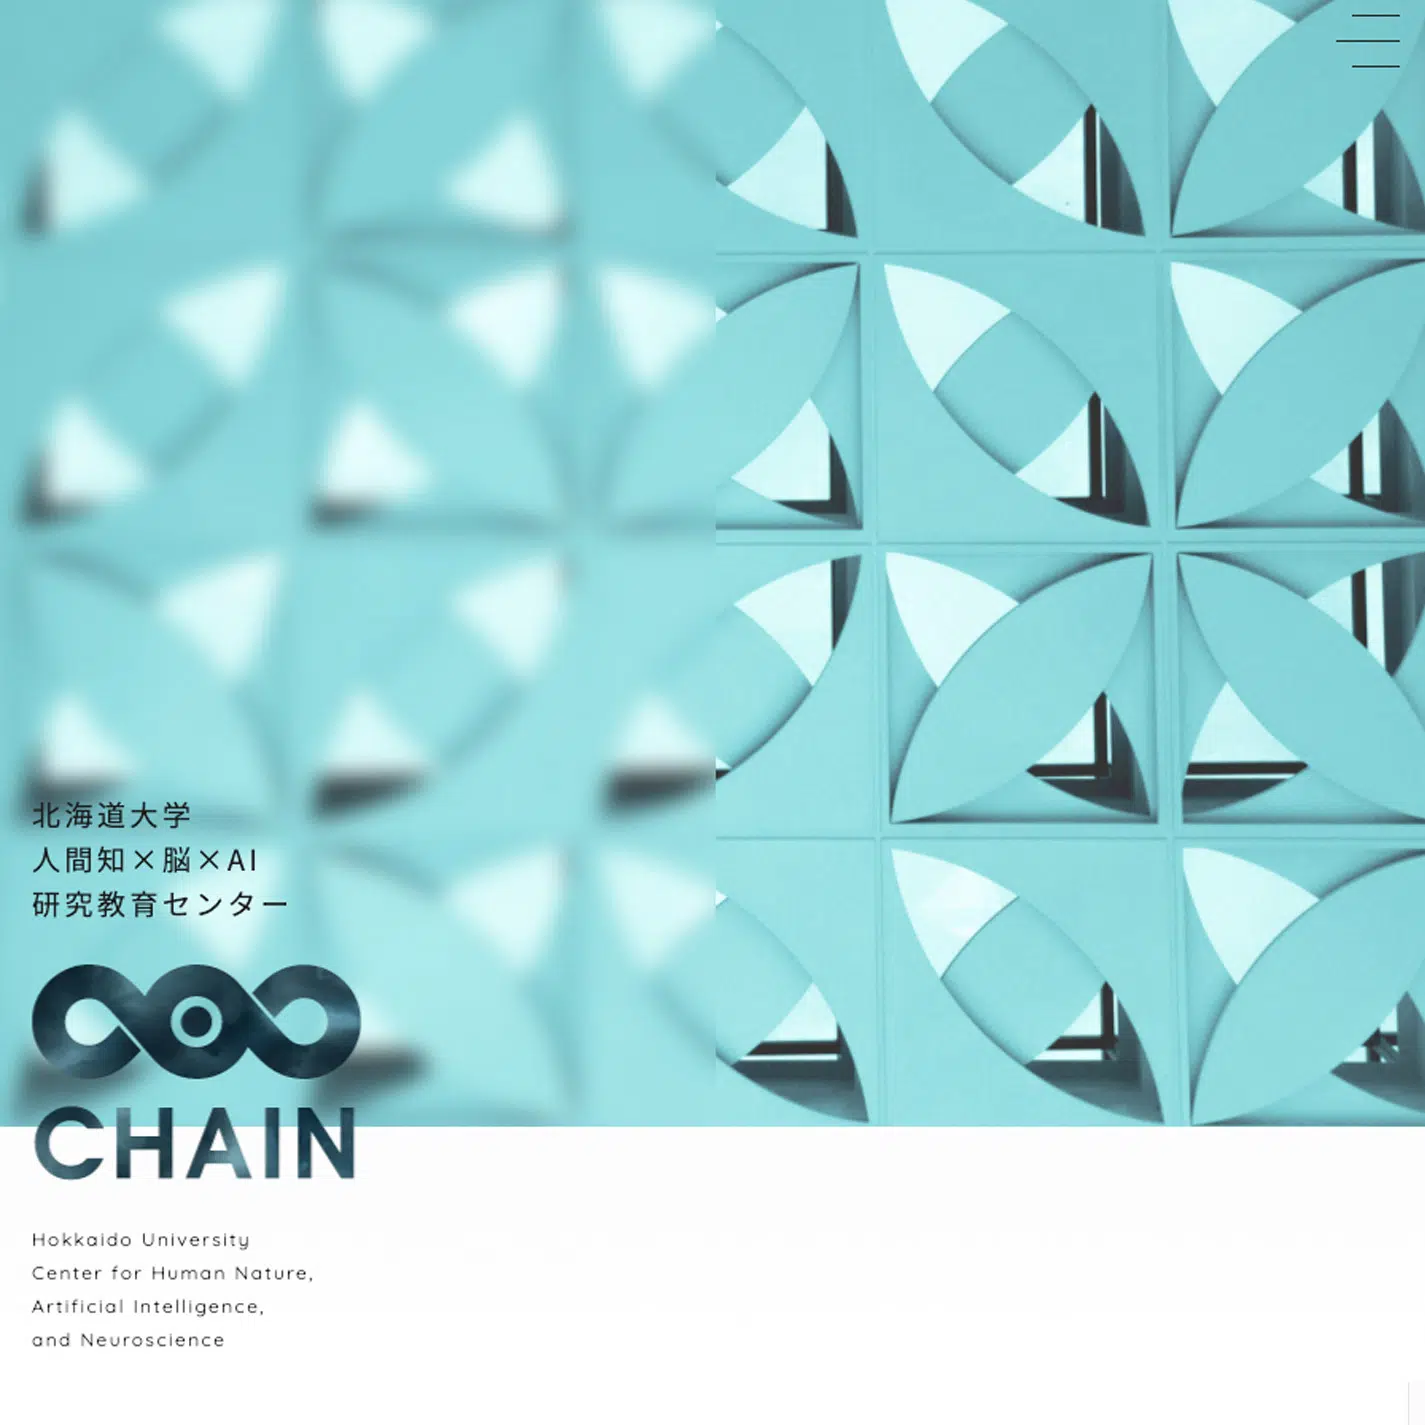 北海道大学
人間知×脳×AI
研究教育センター
CHAIN
Hokkaido University
Center for Human Nature,
Artificial Intelligence,
and Neuroscience